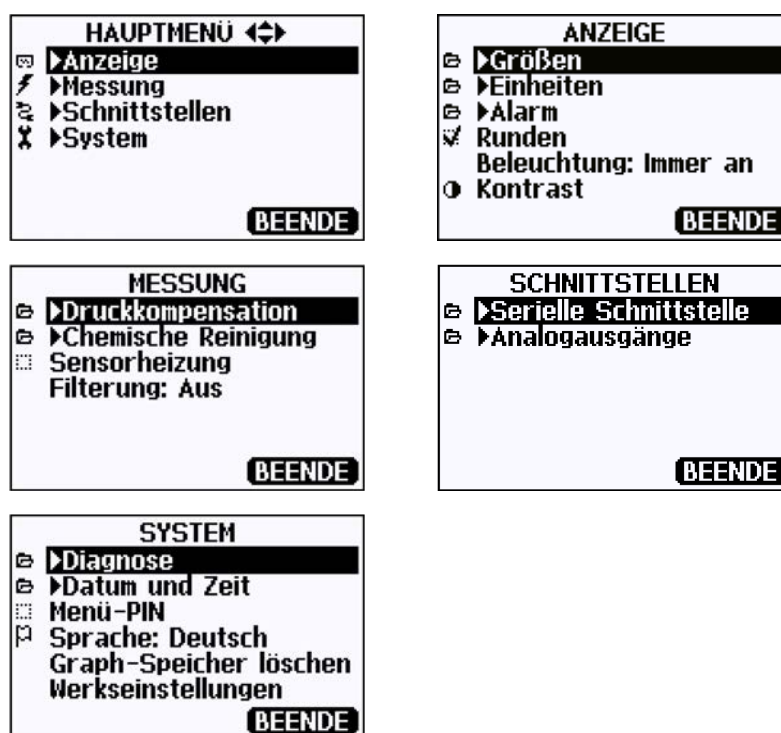 HAUPTMENÜ
▶Anzeige
▶Messung
▶Schnittstellen
▶System
BEENDE
ANZEIGE
▶Größen
▶Einheiten
▶Alarm
Runden
Beleuchtung: Immer an
Kontrast
BEENDE
MESSUNG
▶Druckkompensation
▶Chemische Reinigung
Sensorheizung
Filterung: Aus
BEENDE
SCHNITTSTELLEN
▶Serielle Schnittstelle
▶Analogausgänge
BEENDE
SYSTEM
▶Diagnose
▶Datum und Zeit
Menü-PIN
Sprache: Deutsch
Graph-Speicher löschen
Werkseinstellungen
BEENDE